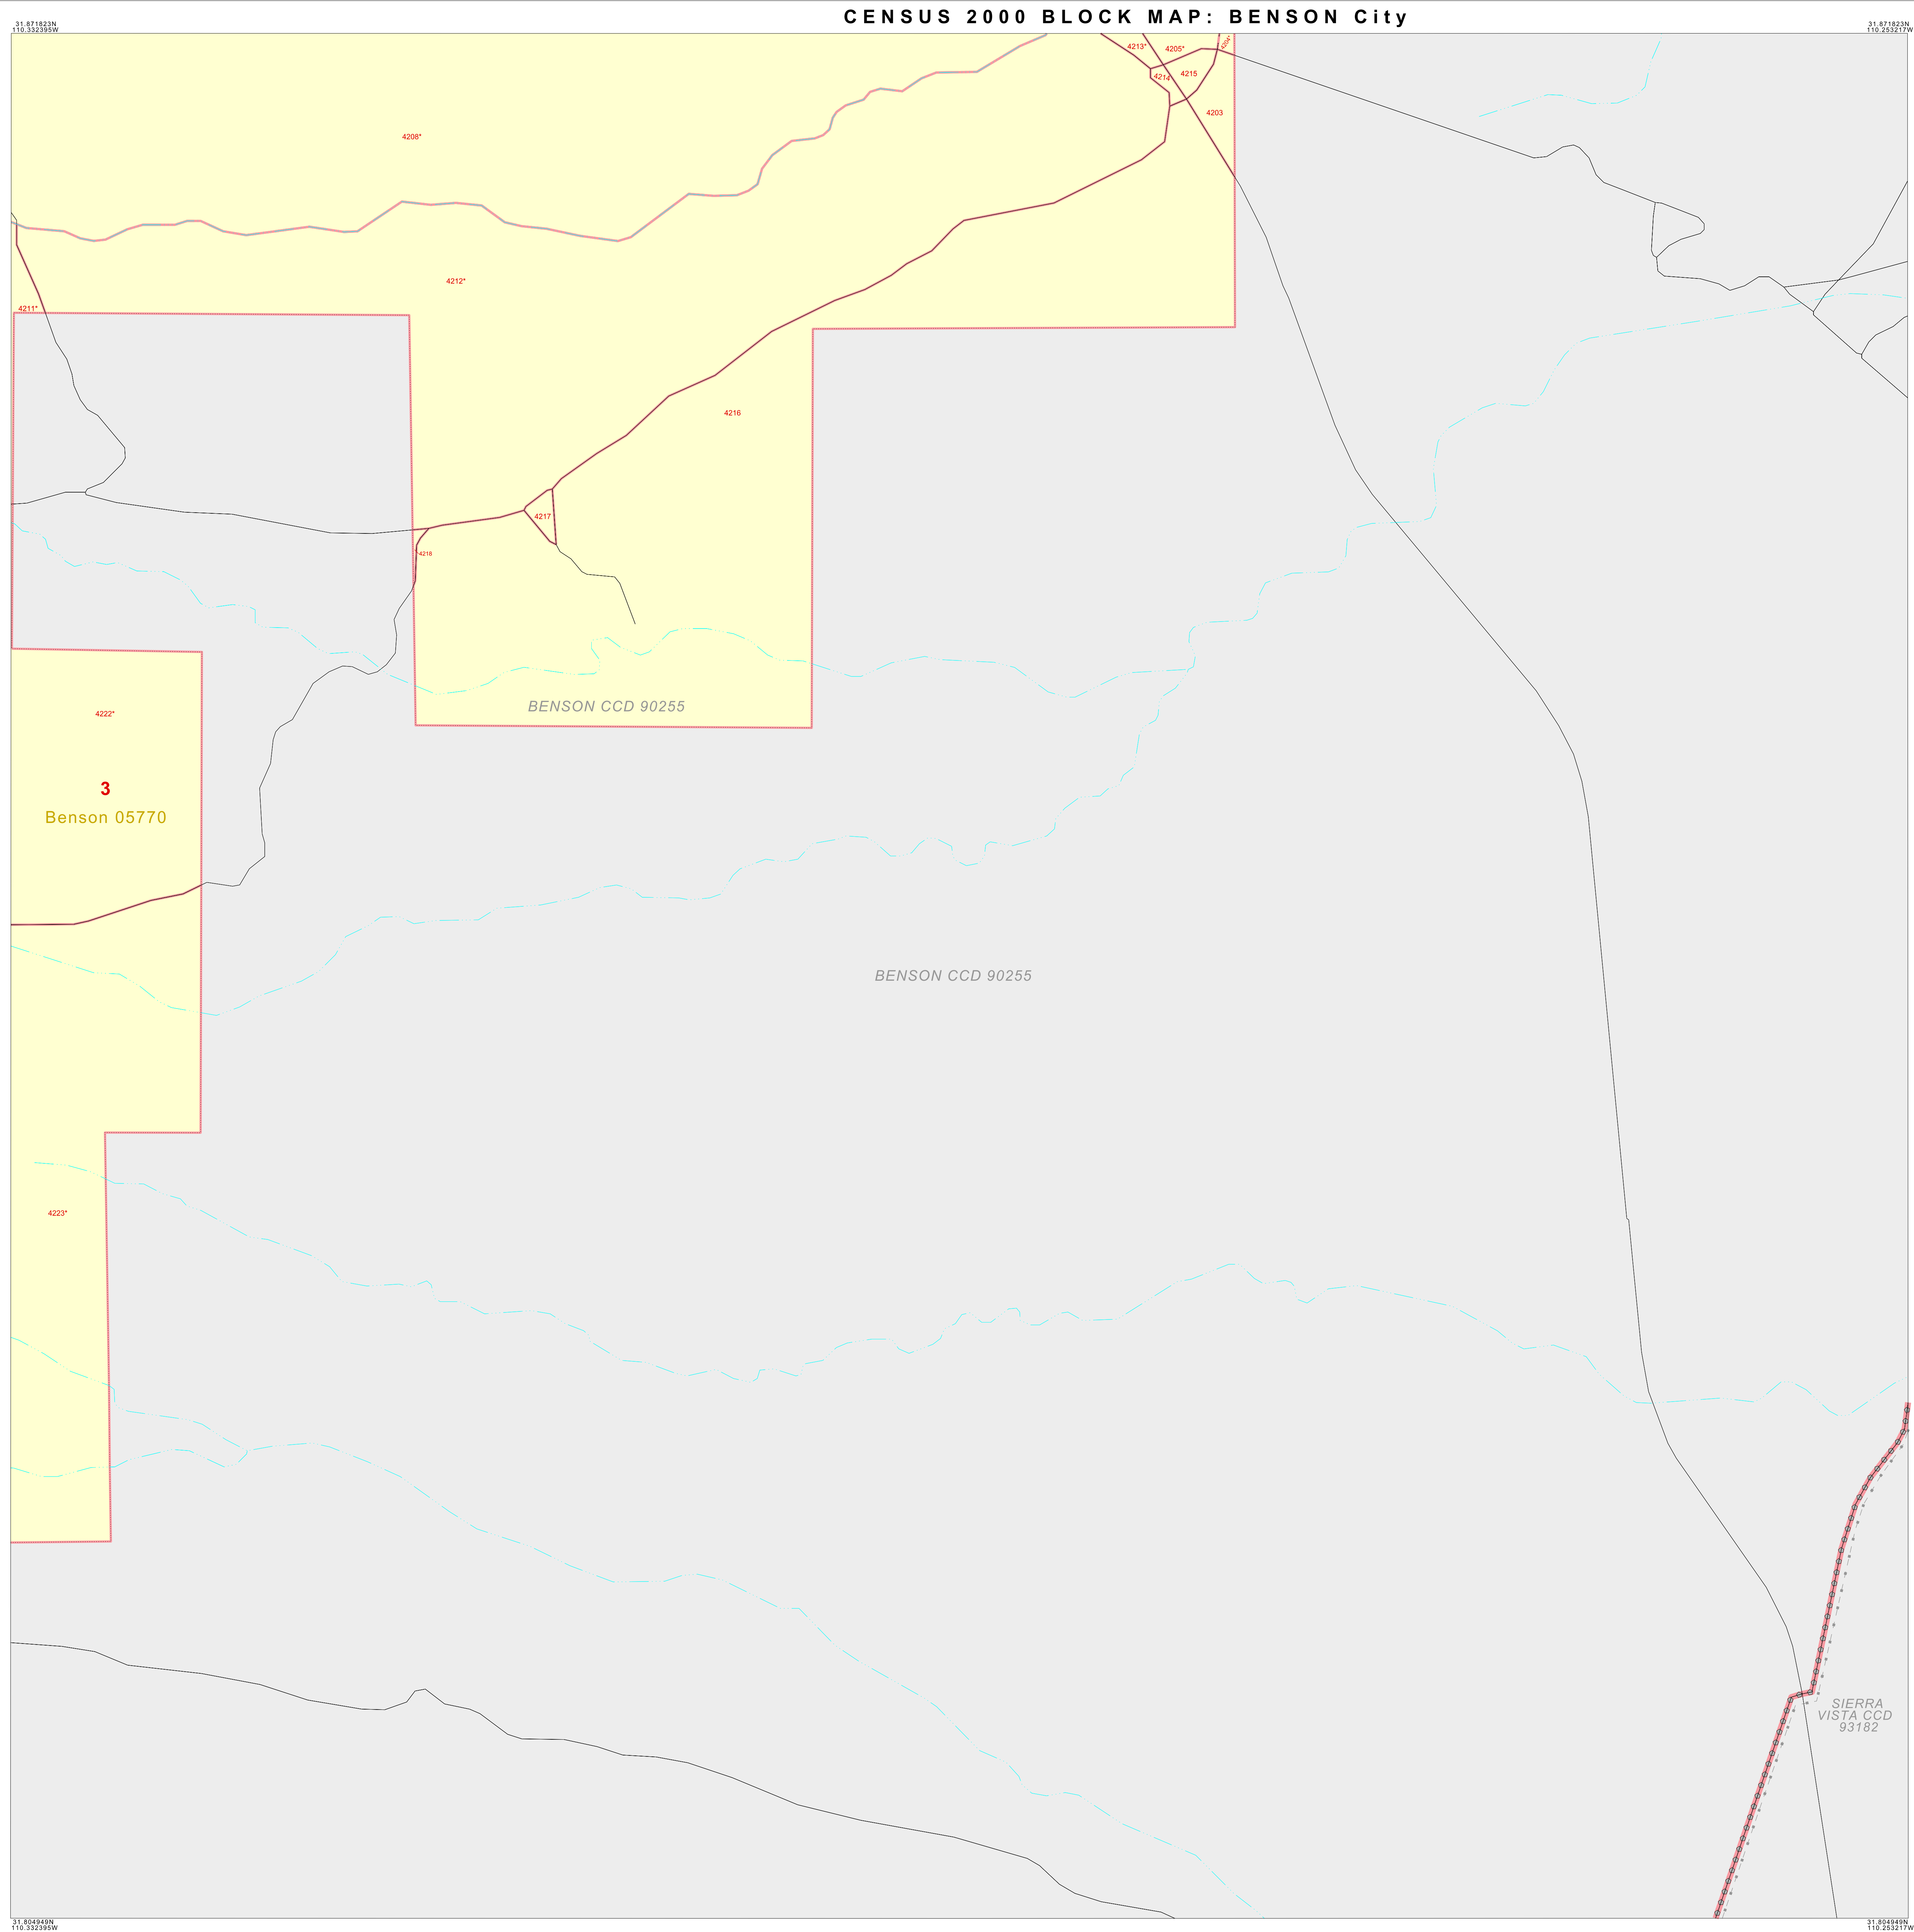 CENSUS 2000 BLOCK MAP: BENSON City
31.871823N
110.332395W
31.871823N
110.253217W
4213*
4205*
4204*
4214
4215
4203
4208*
4212*
4211*
4216
4217
4218
BENSON CCD 90255
4222*
3
Benson 05770
BENSON CCD 90255
4223*
SIERRA
VISTA CCD
93182
31.804949N
110.332395W
31.804949N
110.253217W